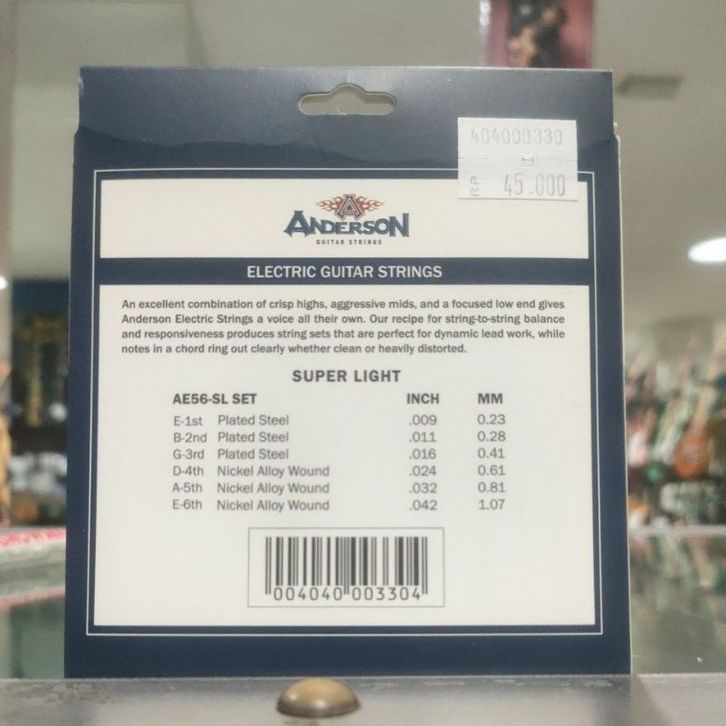 404000330
RP 45.000
ANDERSON
GUITAR STRINGS
ELECTRIC GUITAR STRINGS
An excellent combination of crisp highs, aggressive mids, and a focused low end gives
Anderson Electric Strings a voice all their own. Our recipe for string-to-string balance
and responsiveness produces string sets that are perfect for dynamic lead work, while
notes in a chord ring out clearly whether clean or heavily distorted.
SUPER LIGHT
AE56-SL SET INCH MM
E-1st Plated Steel .009 0.23
B-2nd Plated Steel .011 0.28
G-3rd Plated Steel .016 0.41
D-4th Nickel Alloy Wound .024 0.61
A-5th Nickel Alloy Wound .032 0.81
E-6th Nickel Alloy Wound .042 1.07
004040 003304